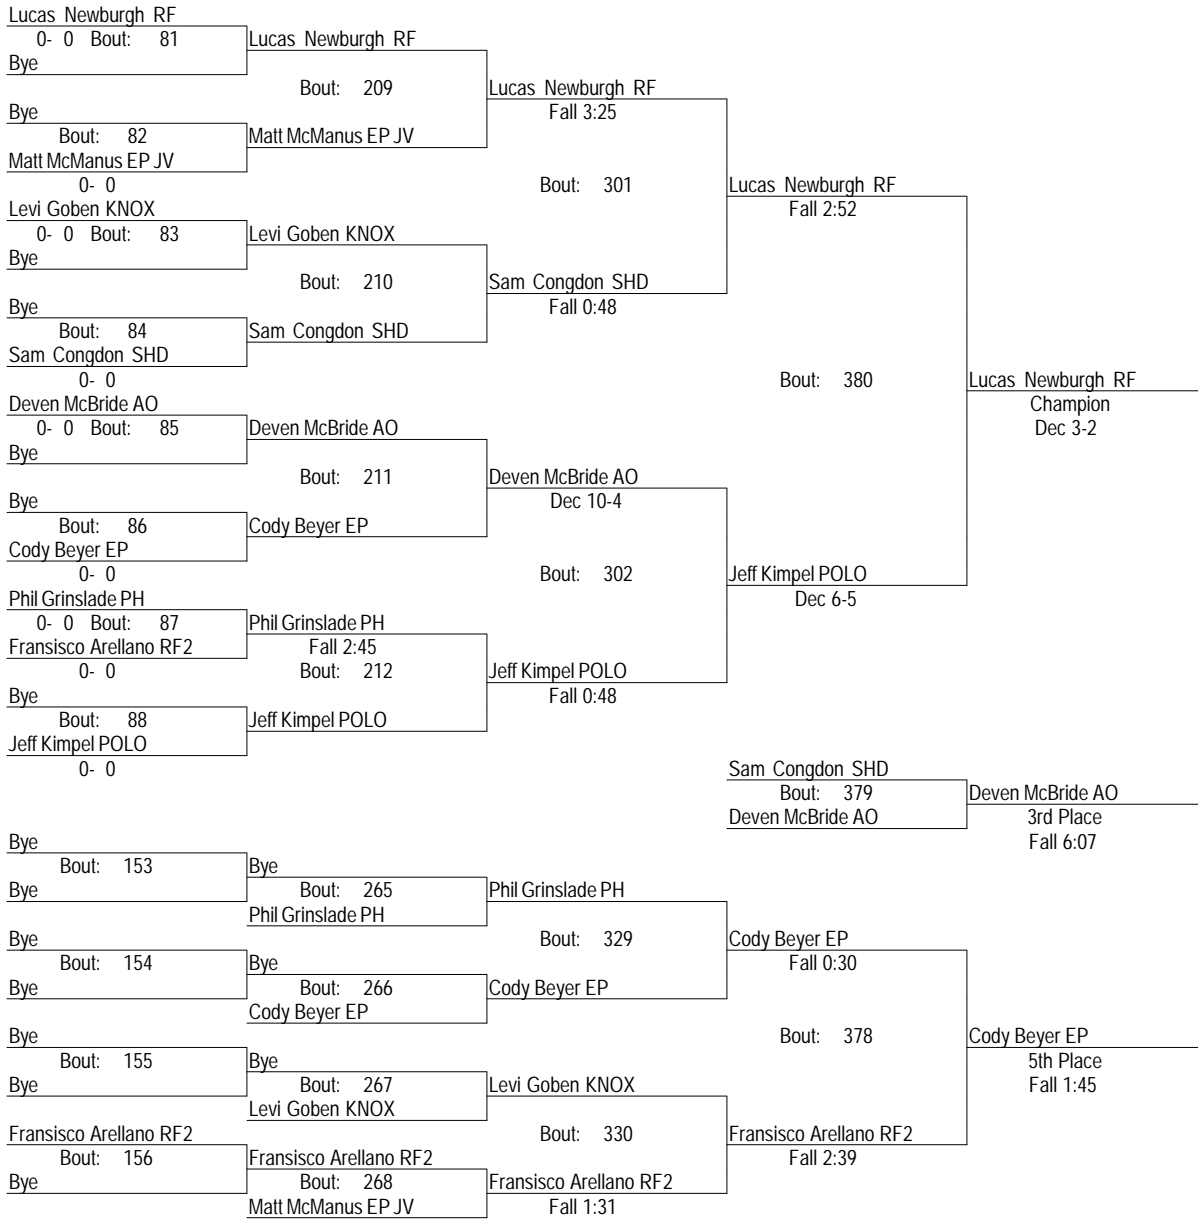 Lucas Newburgh RF
0- 0 Bout: 81
Lucas Newburgh RF
Bye
Bout: 209
Lucas Newburgh RF
Bye
Fall 3:25
Bout: 82
Matt McManus EP JV
Matt McManus EP JV
0- 0
Bout: 301
Lucas Newburgh RF
Levi Goben KNOX
Fall 2:52
0- 0 Bout: 83
Levi Goben KNOX
Bye
Bout: 210
Sam Congdon SHD
Bye
Fall 0:48
Bout: 84
Sam Congdon SHD
Sam Congdon SHD
0- 0
Bout: 380
Lucas Newburgh RF
Deven McBride AO
Champion
0- 0 Bout: 85
Deven McBride AO
Dec 3-2
Bye
Bout: 211
Deven McBride AO
Bye
Dec 10-4
Bout: 86
Cody Beyer EP
Cody Beyer EP
0- 0
Bout: 302
Jeff Kimpel POLO
Phil Grinslade PH
Dec 6-5
0- 0 Bout: 87
Phil Grinslade PH
Fransisco Arellano RF2
Fall 2:45
0- 0
Bout: 212
Jeff Kimpel POLO
Bye
Fall 0:48
Bout: 88
Jeff Kimpel POLO
Jeff Kimpel POLO
0- 0
Sam Congdon SHD
Bout: 379
Deven McBride AO
Deven McBride AO
3rd Place
Fall 6:07
Bye
Bout: 153
Bye
Bye
Bout: 265
Phil Grinslade PH
Phil Grinslade PH
Bye
Bout: 329
Cody Beyer EP
Bout: 154
Bye
Fall 0:30
Bye
Bout: 266
Cody Beyer EP
Cody Beyer EP
Bye
Bout: 378
Cody Beyer EP
Bout: 155
Bye
5th Place
Bye
Bout: 267
Levi Goben KNOX
Fall 1:45
Levi Goben KNOX
Fransisco Arellano RF2
Bout: 330
Fransisco Arellano RF2
Bout: 156
Fransisco Arellano RF2
Fall 2:39
Bye
Bout: 268
Fransisco Arellano RF2
Matt McManus EP JV
Fall 1:31